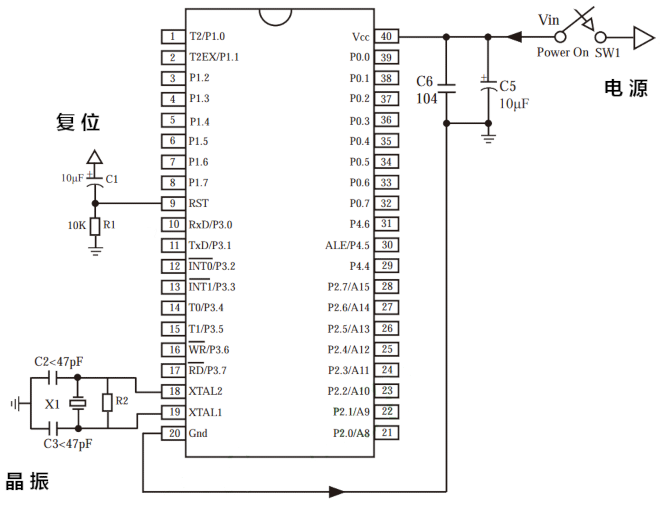 Vin
Power On SW1
电源
1 T2/P1.0
2 T2EX/P1.1
3 P1.2
4 P1.3
5 P1.4
6 P1.5
7 P1.6
8 P1.7
9 RST
10 RxD/P3.0
11 TxD/P3.1
12 INT0/P3.2
13 INT1/P3.3
14 T0/P3.4
15 T1/P3.5
16 WR/P3.6
17 RD/P3.7
18 XTAL2
19 XTAL1
20 Gnd
Vcc 40
P0.0 39
P0.1 38
P0.2 37
P0.3 36
P0.4 35
P0.5 34
P0.6 33
P0.7 32
P4.6 31
ALE/P4.5 30
P4.4 29
P2.7/A15 28
P2.6/A14 27
P2.5/A13 26
P2.4/A12 25
P2.3/A11 24
P2.2/A10 23
P2.1/A9 22
P2.0/A8 21
C6
104
+
C5
10μF
复位
10μF + C1
10K R1
C2<47pF
X1
R2
C3<47pF
晶振